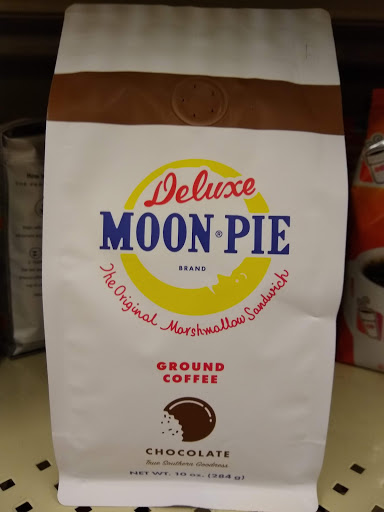 Deluxe
MOON® PIE
BRAND
The Original Marshmallow Sandwich
GROUND
COFFEE
CHOCOLATE
True Southern Goodness
NET WT. 10 oz. (284 g)